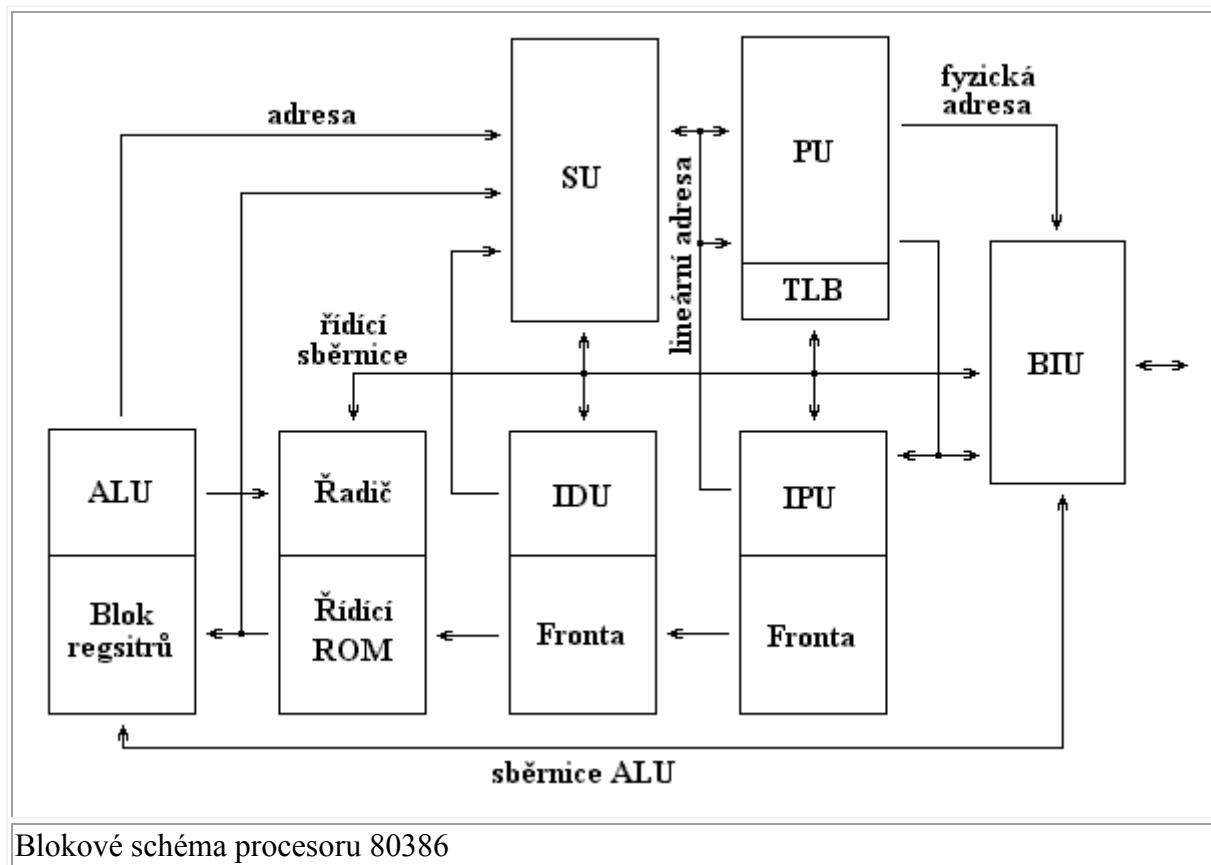 fyzická
adresa
adresa
SU
PU
lineární adresa
TLB
řídící
sběrnice
BIU
ALU
Řadič
IDU
IPU
Blok
regsitrů
Řídící
ROM
Fronta
Fronta
sběrnice ALU
Blokové schéma procesoru 80386